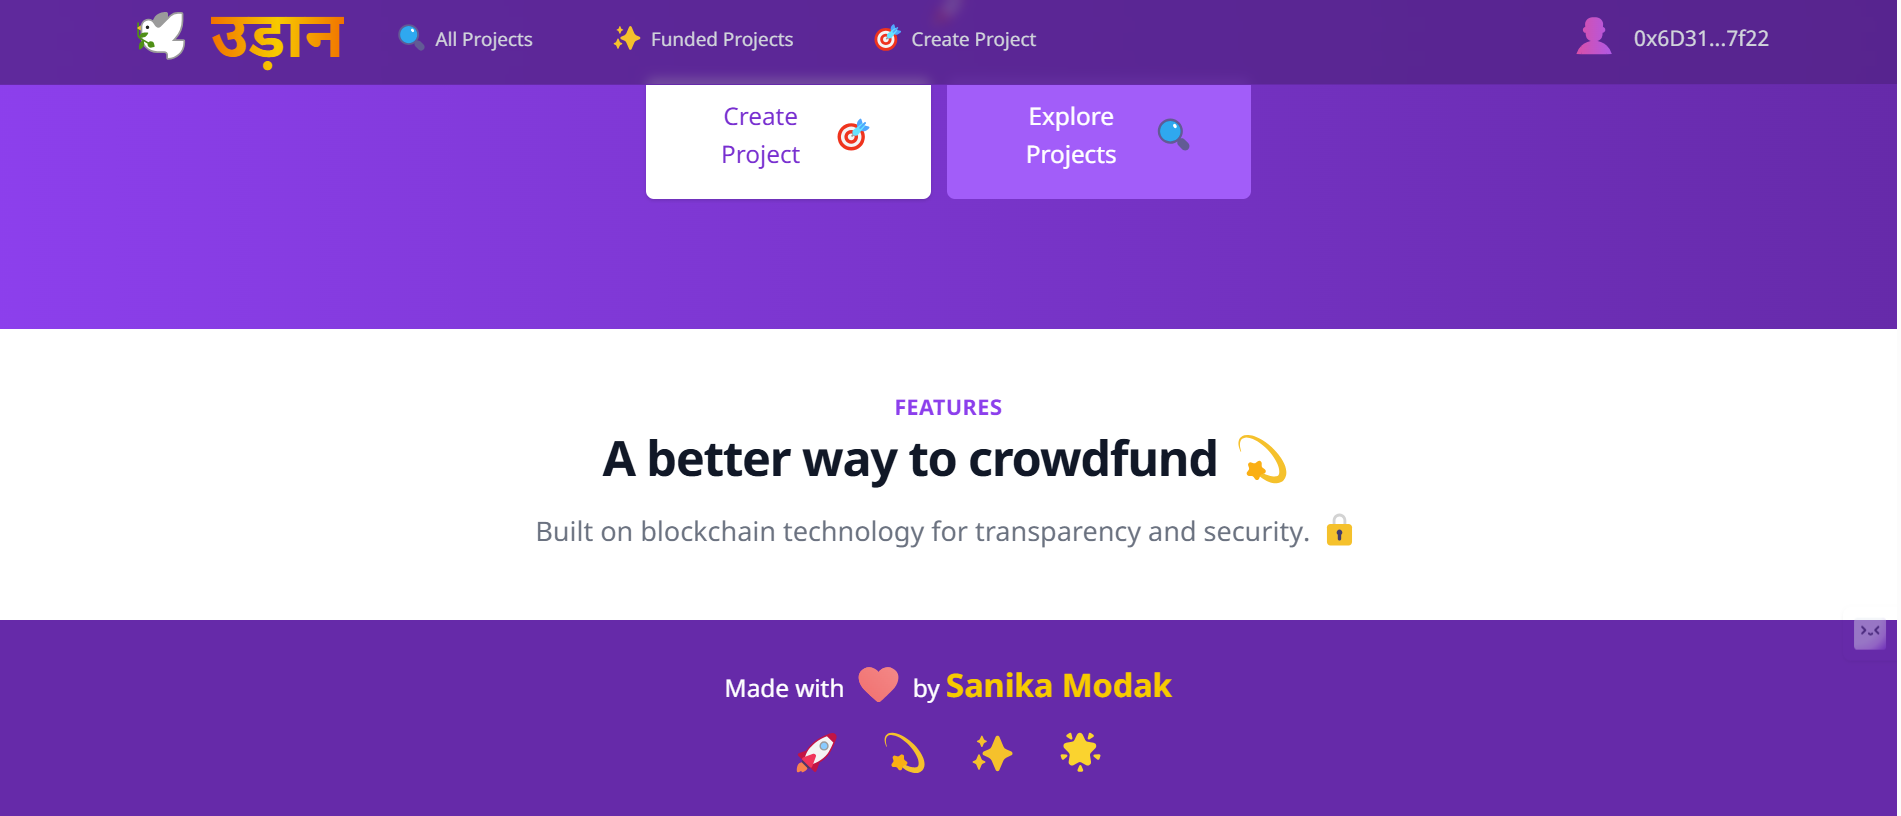 उड़ान
All Projects
Funded Projects
Create Project
0x6D31...7f22
Create
Project
Explore
Projects
FEATURES
A better way to crowdfund
Built on blockchain technology for transparency and security.
Made with by Sanika Modak